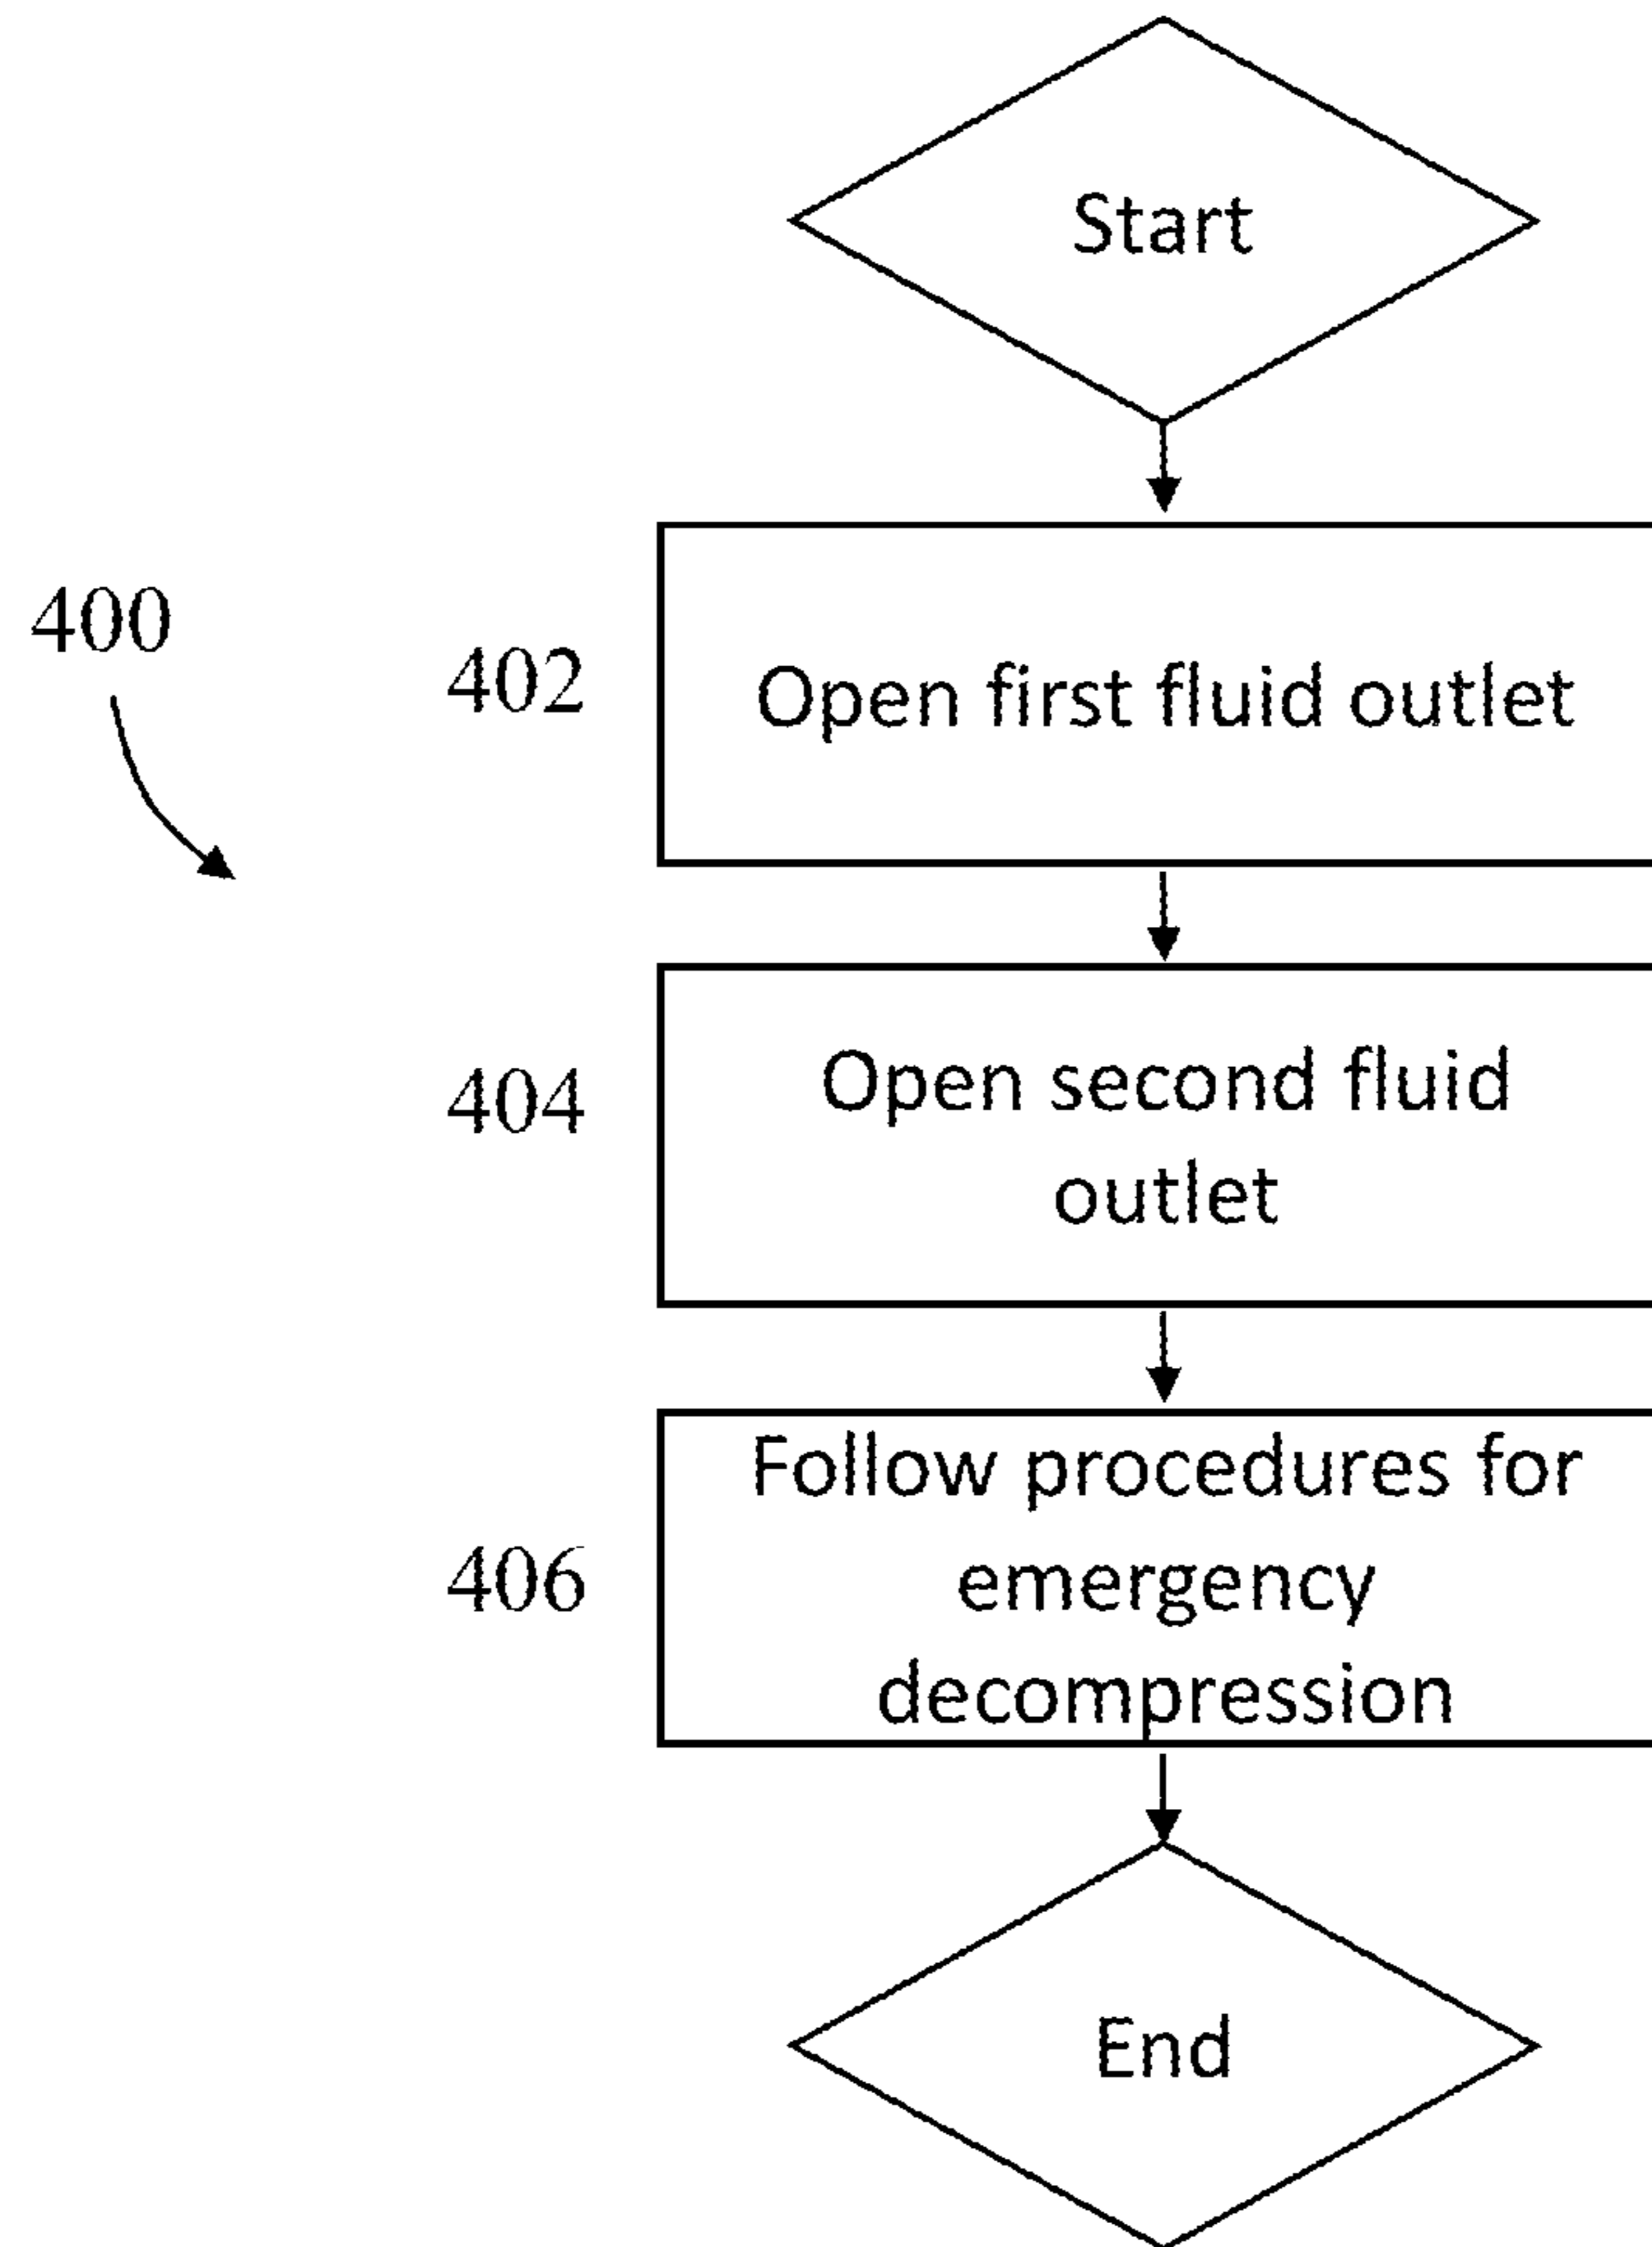 Start
400
402
Open first fluid outlet
404
Open second fluid
outlet
406
Follow procedures for
emergency
decompression
End